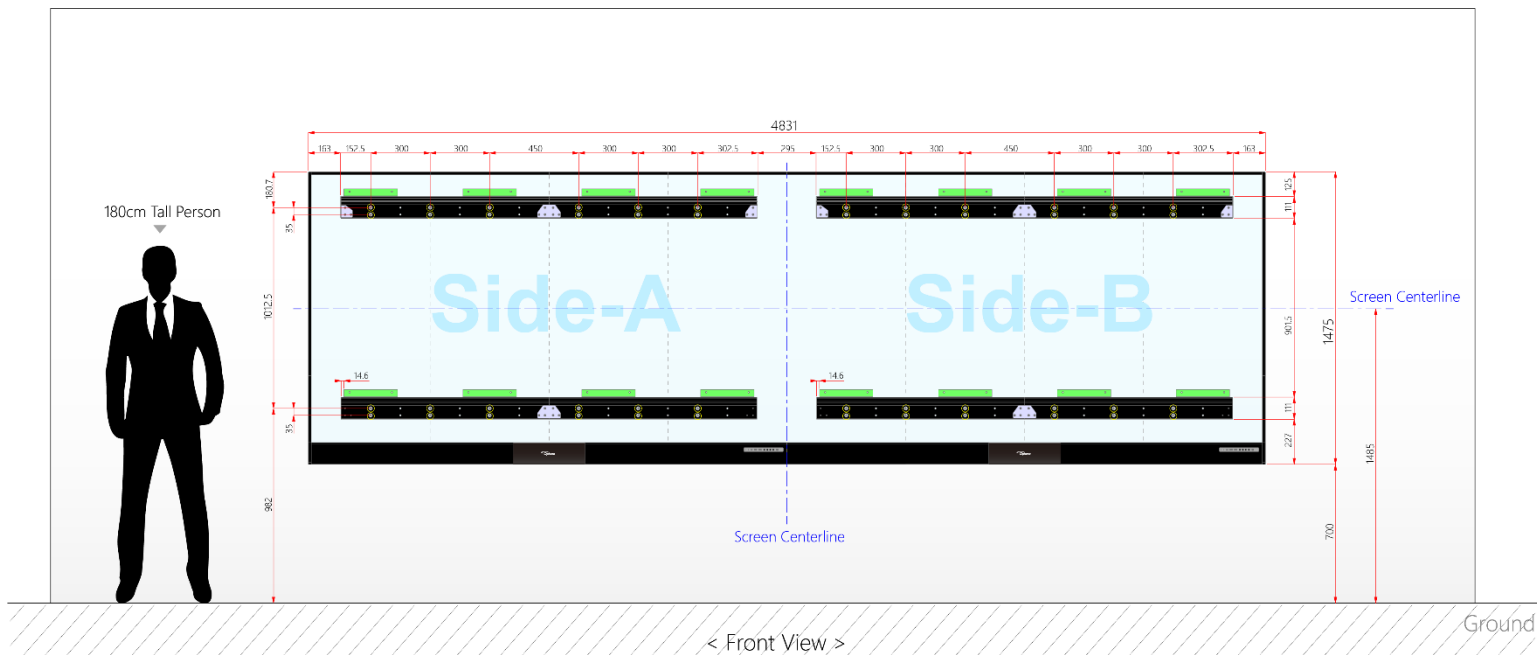 4831
163 152.5 300 300 450 300 300 302.5 295 152.5 300 300 450 300 300 302.5 163
180.7
125
180cm Tall Person
111
35
Side-A
Side-B
Screen Centerline
1012.5
901.5
1475
14.6
14.6
111
35
227
1485
982
700
Screen Centerline
Ground
< Front View >